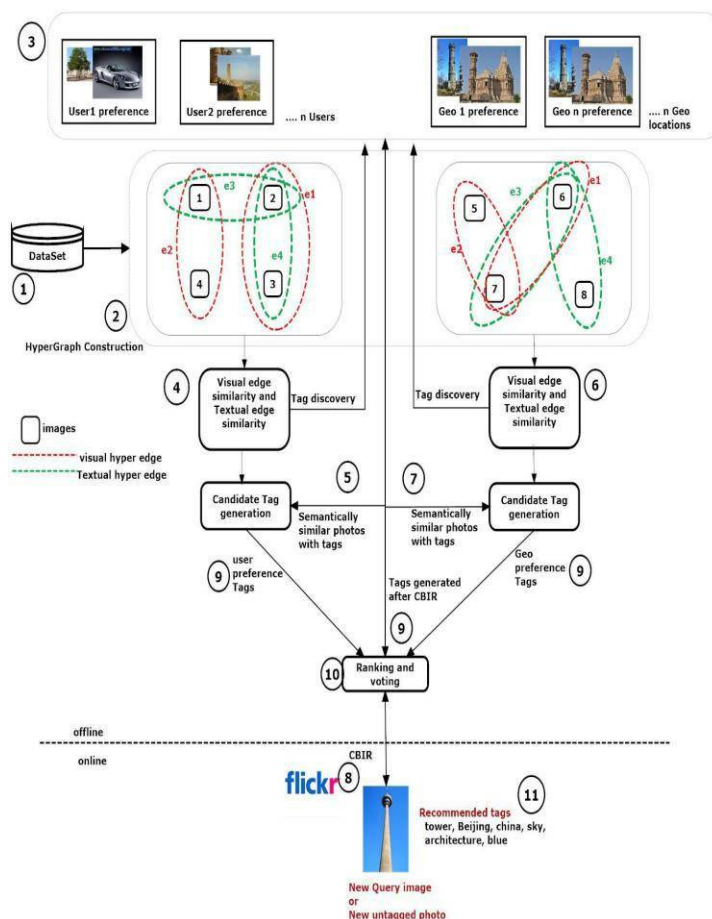 3
User1 preference
User2 preference
.... n Users
Geo 1 preference
Geo n preference
.... n Geo
locations
1
DataSet
2
HyperGraph Construction
e3
e1
e2
e4
1
2
4
3
e3
e1
e2
e4
5
6
7
8
4
Visual edge
similarity and
Textual edge
similarity
Tag discovery
Tag discovery
Visual edge
similarity and
Textual edge
similarity
6
images
visual hyper edge
Textual hyper edge
Candidate Tag
generation
5
Semantically
similar photos
with tags
7
Semantically
similar photos
with tags
Candidate Tag
generation
9
user
preference
Tags
Tags generated
after CBIR
9
Geo
preference
Tags
9
10
Ranking and
voting
offline
online
CBIR
flickr
8
11
Recommended tags
tower, Beijing, china, sky,
architecture, blue
New Query image
or
New untagged photo